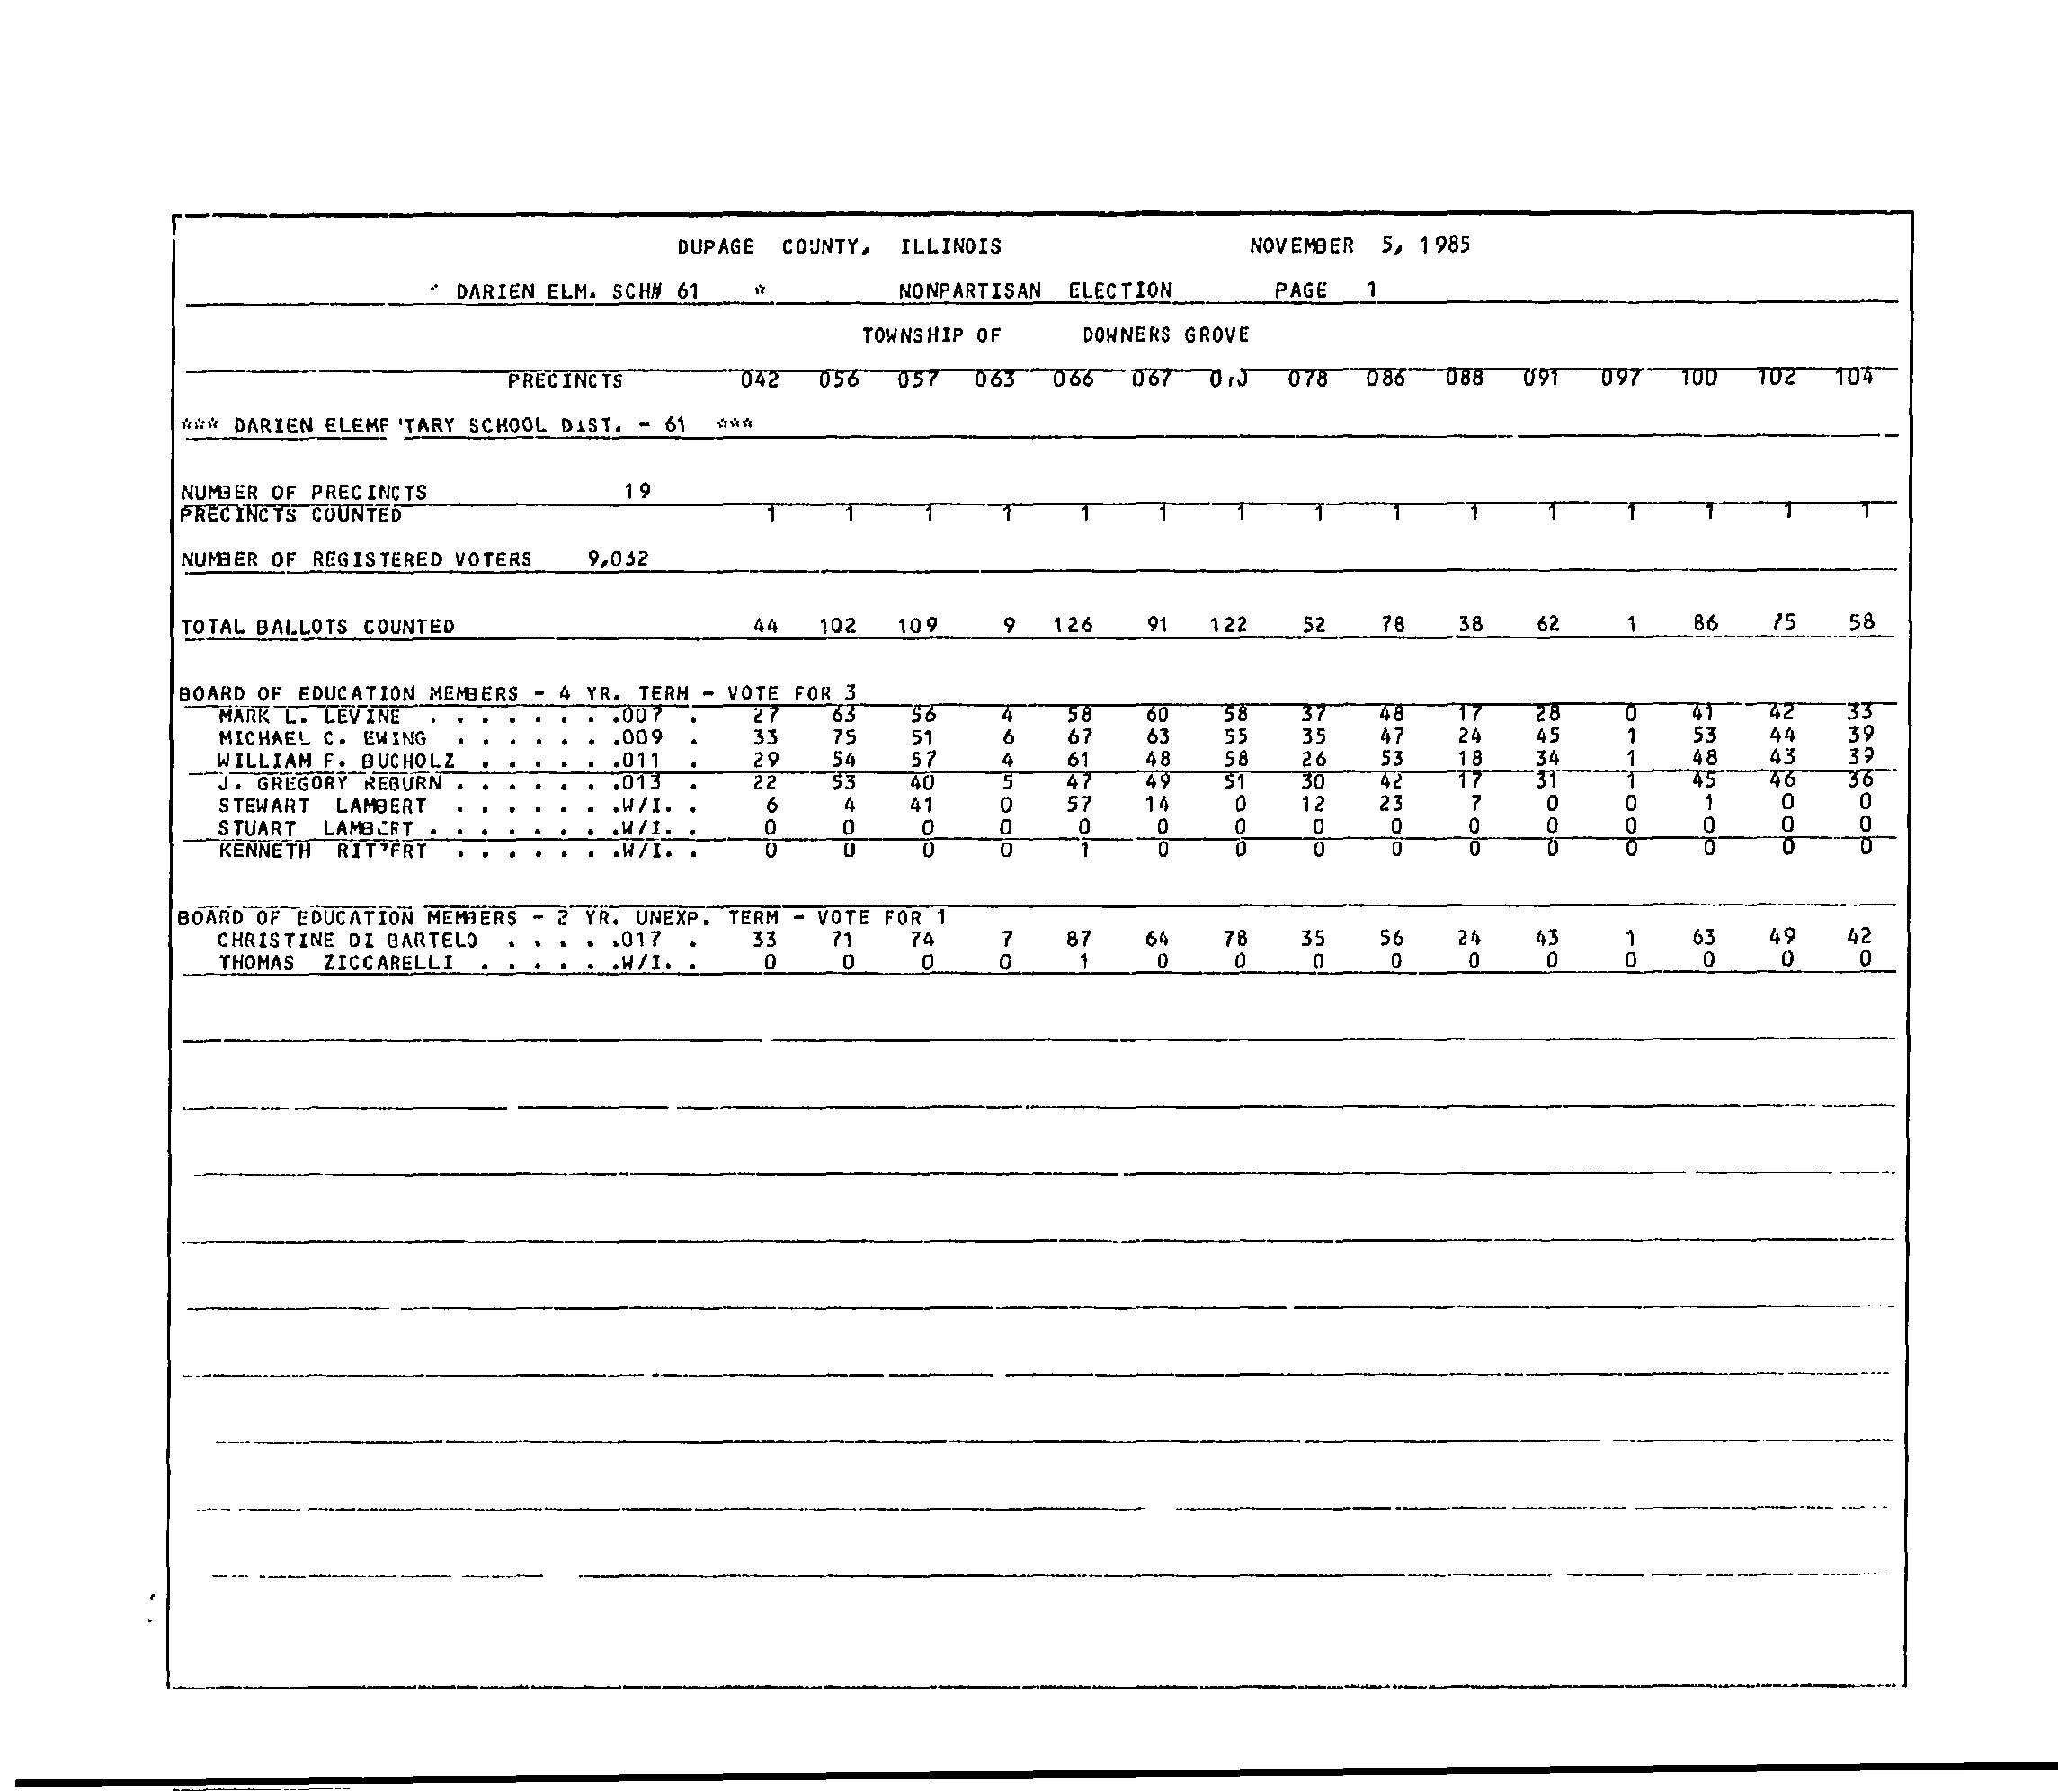 DUPAGE COUNTY, ILLINOIS NOVEMBER 5, 1985
* DARIEN ELM. SCH# 61 * NONPARTISAN ELECTION PAGE 1
TOWNSHIP OF DOWNERS GROVE
PRECINCTS 042 056 057 063 066 067 078 086 088 091 097 100 102 104
*** DARIEN SCHOOL DIST. - 61 ***
NUMBER OF PRECINCTS 19
PRECINCTS COUNTED 1 1 1 1 1 1 1 1 1 1 1 1 1 1 1
NUMBER OF REGISTERED VOTERS
TOTAL BALLOTS COUNTED 44 102 109 9 126 91 122 52 78 38 62 1 86 75 58
BOARD OF EDUCATION MEMBERS - 4 YR. TERM - VOTE FOR 3
MARK L. LEVINE . . . . . . . .007 . 27 63 56 4 58 60 58 37 48 17 28 0 41 42 33
MICHAEL C. EWING . . . . . . .009 . 33 75 51 6 67 63 55 35 47 24 45 1 53 44 39
WILLIAM F. BUCHOLZ . . . . . .011 . 29 54 57 4 61 48 58 26 53 18 34 1 48 43 39
J. GREGORY REBURN . . . . . . .013 . 22 53 40 5 47 49 51 30 42 17 31 1 45 46 36
STEWART LAMBERT . . . . . . .W/I. . 6 4 41 0 57 14 0 12 23 7 0 0 1 0 0
STUART LAMBERT . . . . . . . .W/I. . 0 0 0 0 0 0 0 0 0 0 0 0 0 0 0
KENNETH . . . . . . .W/I. . 0 0 0 0 1 0 0 0 0 0 0 0 0 0 0
BOARD OF EDUCATION MEMBERS - 2 YR. UNEXP. TERM - VOTE FOR 1
CHRISTINE DI BARTELO . . . . .017 . 33 71 74 7 87 64 78 35 56 24 43 1 63 49 42
THOMAS ZICCARELLI . . . . . .W/I. . 0 0 0 0 1 0 0 0 0 0 0 0 0 0 0